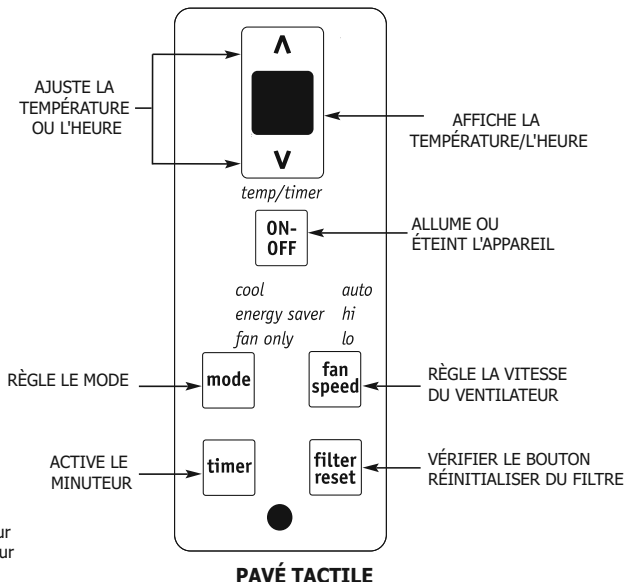 AJUSTE LA
TEMPÉRATURE
OU L'HEURE
AFFICHE LA
TEMPÉRATURE/L'HEURE
temp/timer
ON-
OFF
ALLUME OU
ÉTEINT L'APPAREIL
cool auto
energy saver hi
fan only lo
RÈGLE LE MODE
mode
fan
speed
RÈGLE LA VITESSE
DU VENTILATEUR
ACTIVE LE
MINUTEUR
timer
filter
reset
VÉRIFIER LE BOUTON
RÉINITIALISER DU FILTRE
ur
ur
PAVÉ TACTILE